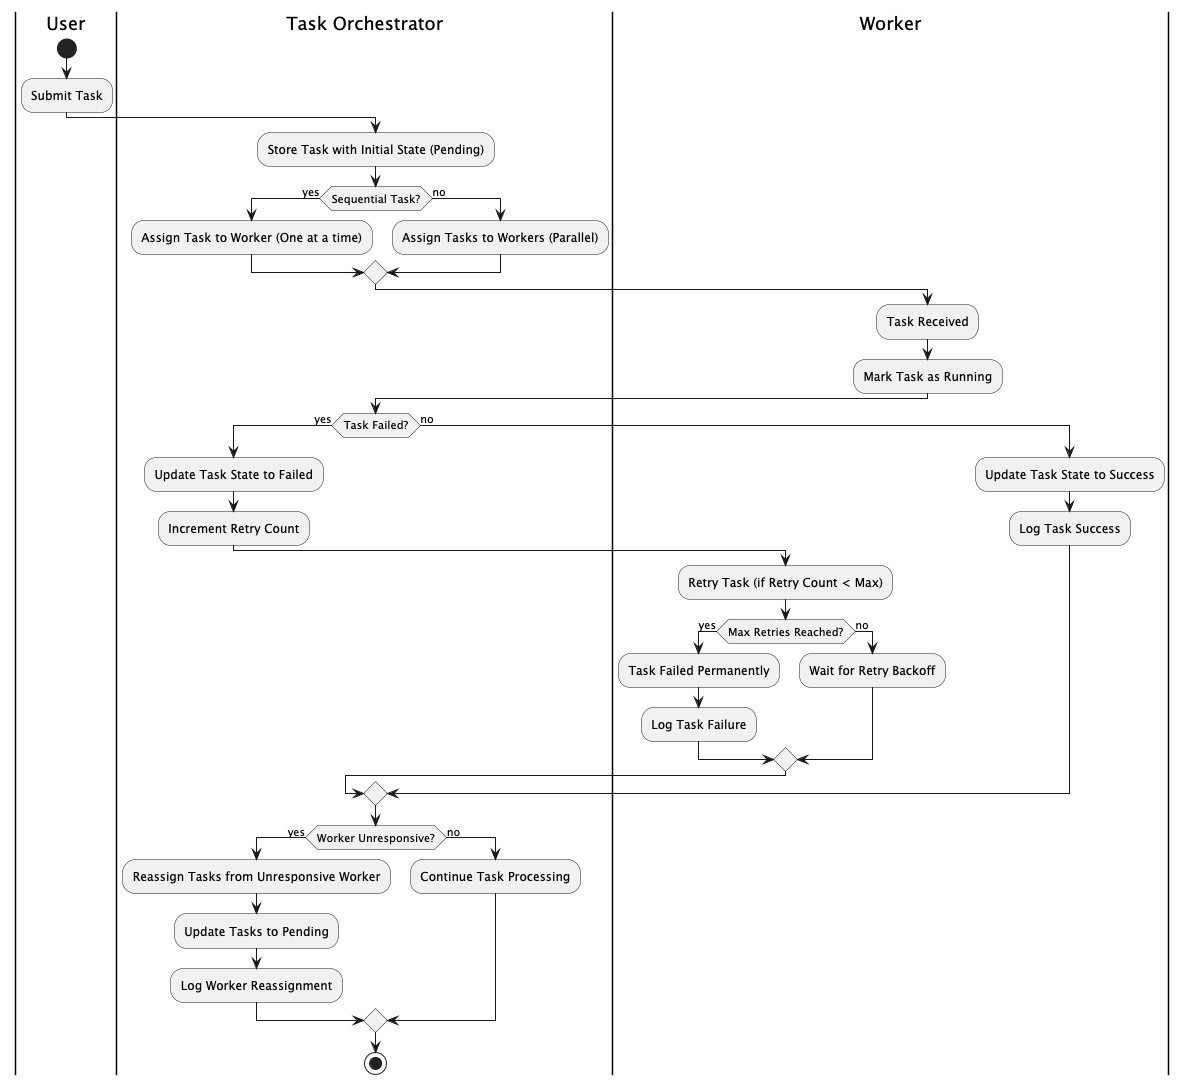 User
Task Orchestrator
Worker
Submit Task
Store Task with Initial State (Pending)
yes
Sequential Task?
no
Assign Task to Worker (One at a time)
Assign Tasks to Workers (Parallel)
Task Received
Mark Task as Running
yes
Task Failed?
no
Update Task State to Failed
Update Task State to Success
Increment Retry Count
Log Task Success
Retry Task (if Retry Count < Max)
yes
Max Retries Reached?
no
Task Failed Permanently
Wait for Retry Backoff
Log Task Failure
yes
Worker Unresponsive?
no
Reassign Tasks from Unresponsive Worker
Continue Task Processing
Update Tasks to Pending
Log Worker Reassignment